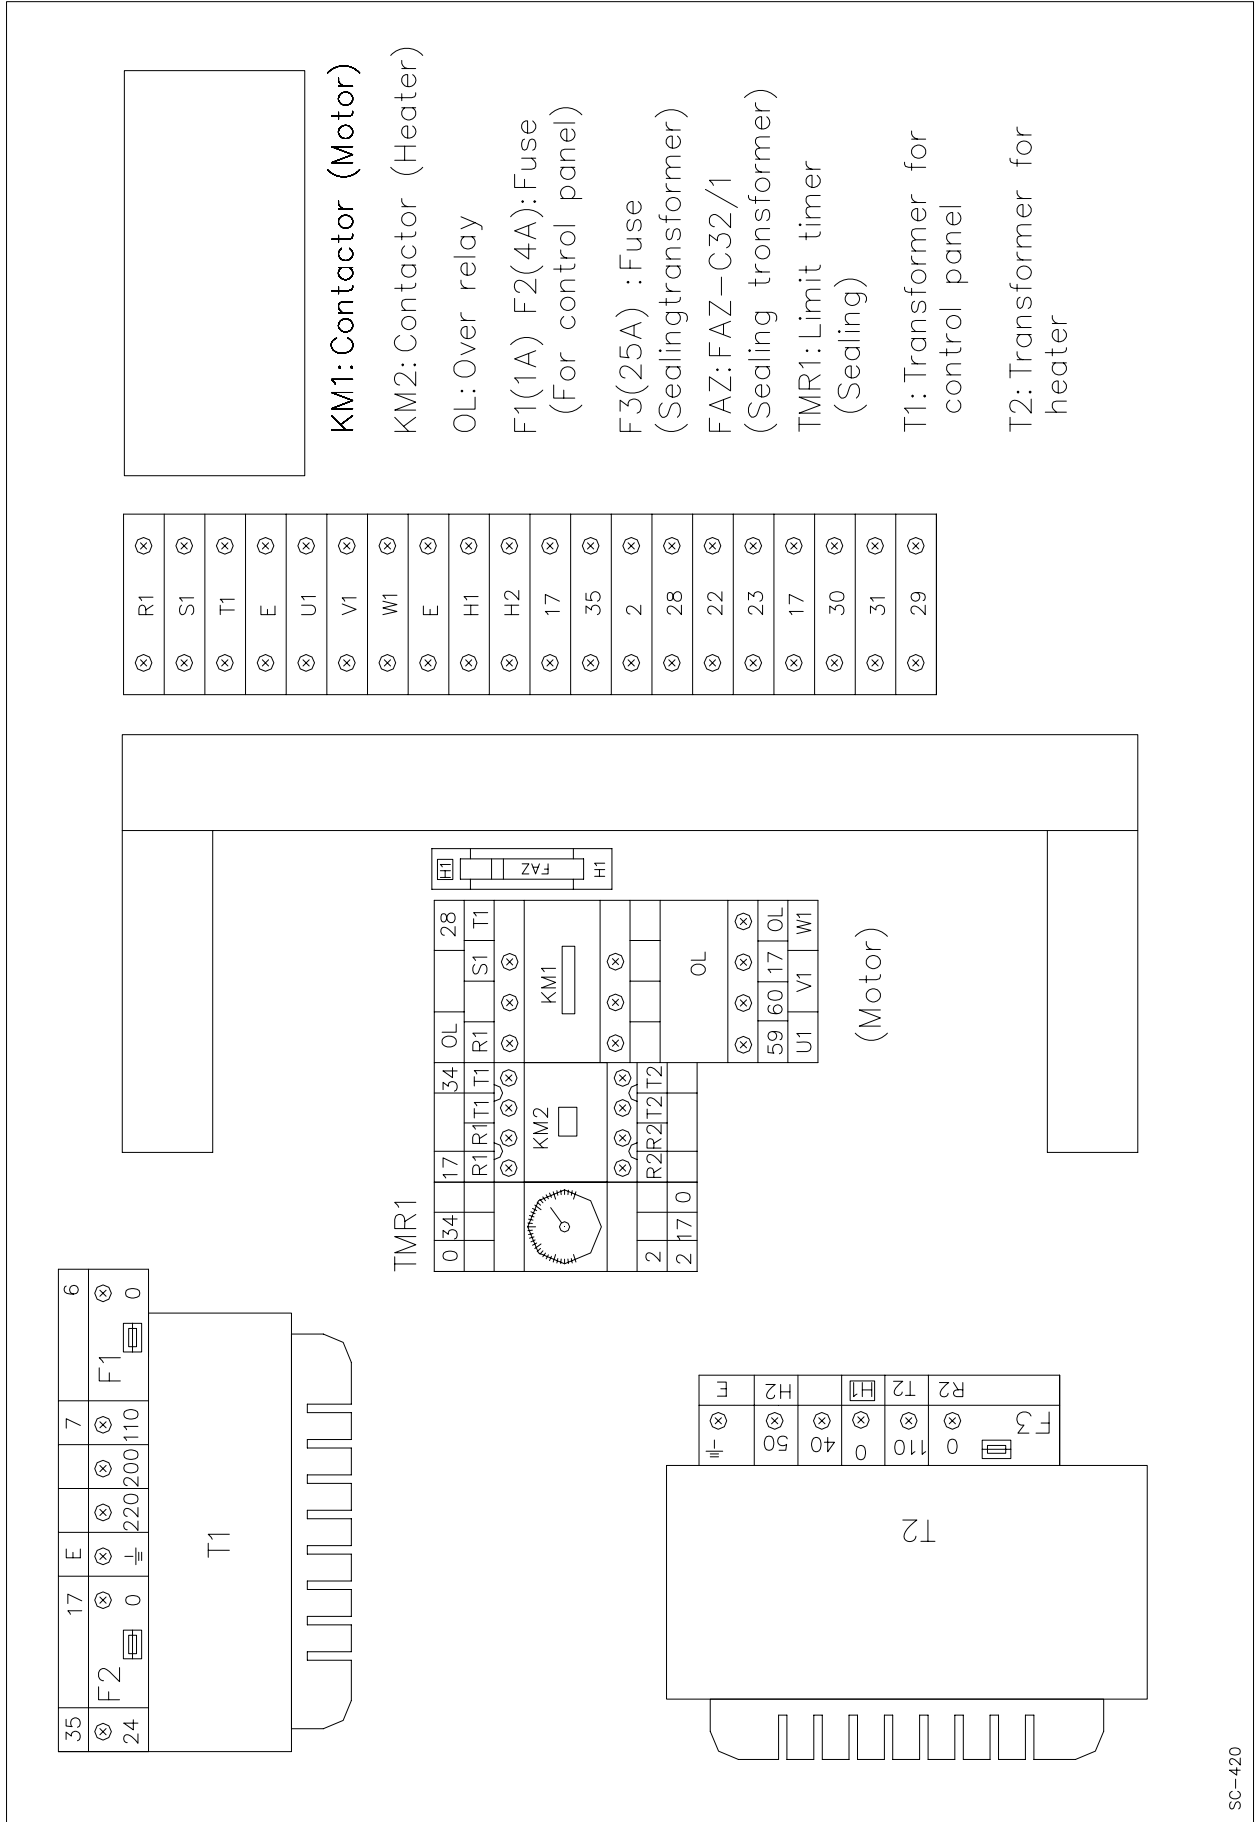 35 17 E 7 6
F2 F1
24 0 220 200 110 0
T1
TMR1
0 34 17 34 OL 28
R1 R1 T1 T1 R1 S1 T1
KM2 KM1
2 R2 R2 T2 T2
2 17 0
OL
59 60 17 OL
U1 V1 W1
(Motor)
H1
FAZ
H1
E
H2
H1
T2
R2
50
40
0
110
0
F3
T2
R1
S1
T1
E
U1
V1
W1
E
H1
H2
17
35
2
28
22
23
17
30
31
29
KM1:Contactor (Motor)
KM2:Contactor (Heater)
OL:Over relay
F1(1A) F2(4A):Fuse
(For control panel)
F3(25A) :Fuse
(Sealingtransformer)
FAZ:FAZ-C32/1
(Sealing tronsformer)
TMR1:Limit timer
(Sealing)
T1:Transformer for
control panel
T2:Transformer for
heater
SC-420